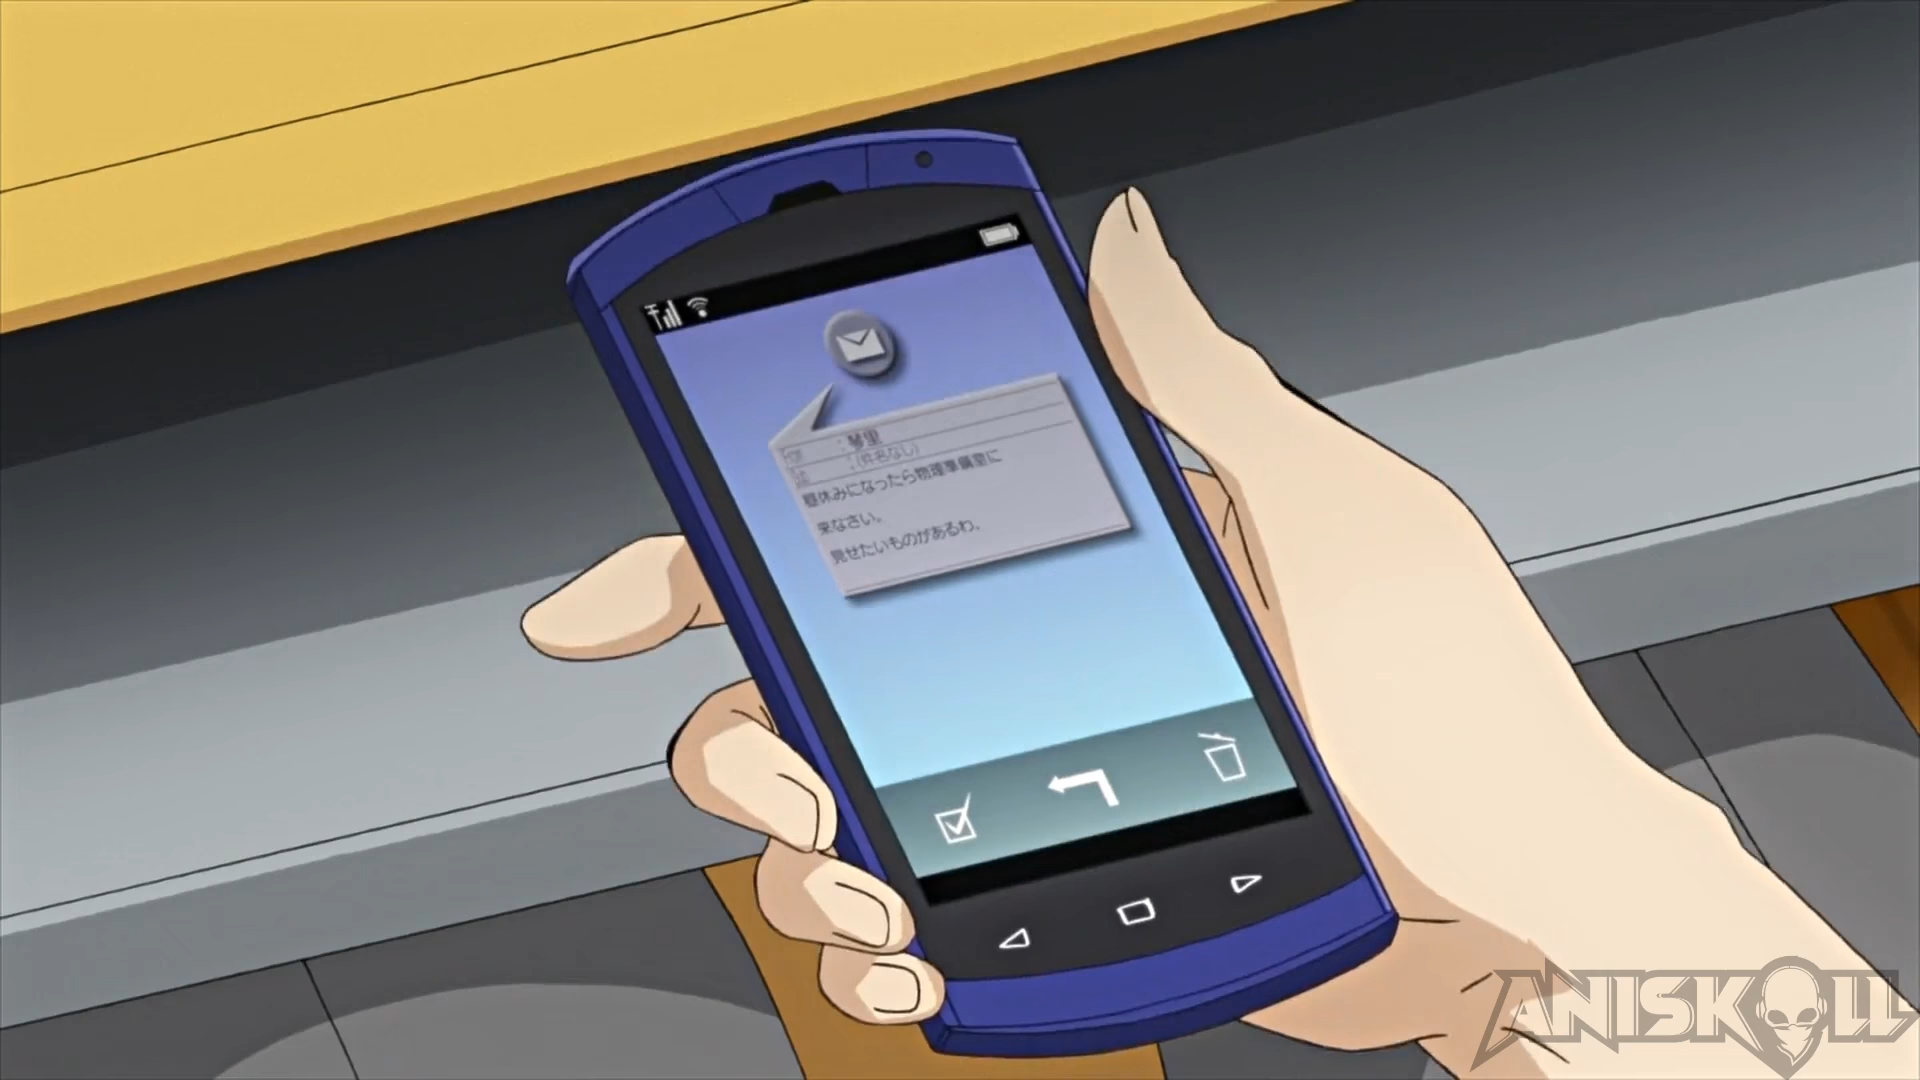 :琴里
:(件名なし)
昼休みになったら物理準備室に
来なさい。
見せたいものがあるわ。
ANISKOLL